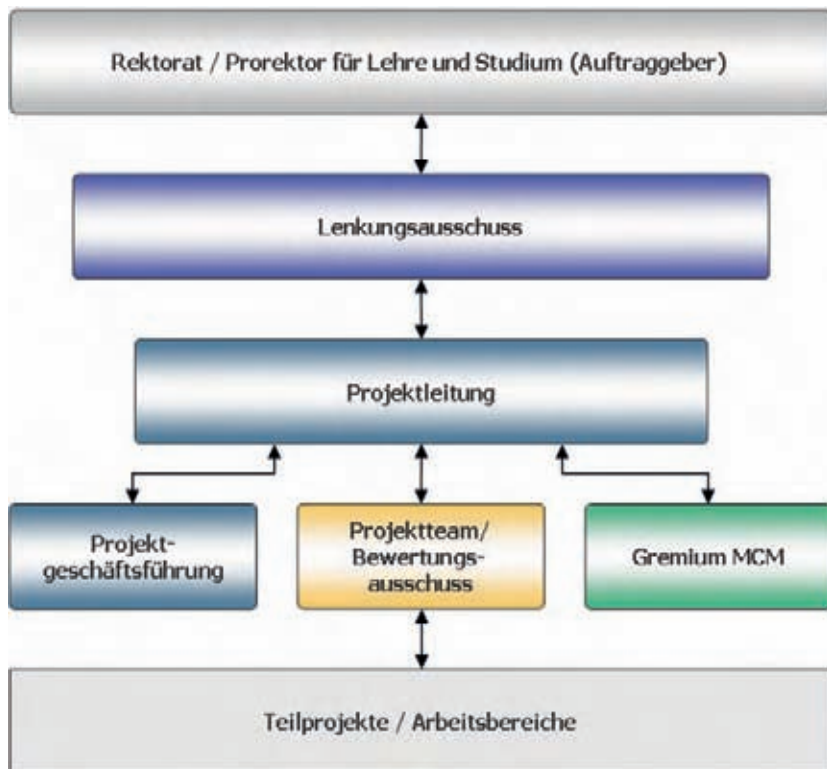 Rektorat / Prorektor für Lehre und Studium (Auftraggeber)
Lenkungsausschuss
Projektleitung
Projekt-
geschäftsführung
Projektteam/
Bewertungs-
ausschuss
Gremium MCM
Teilprojekte / Arbeitsbereiche